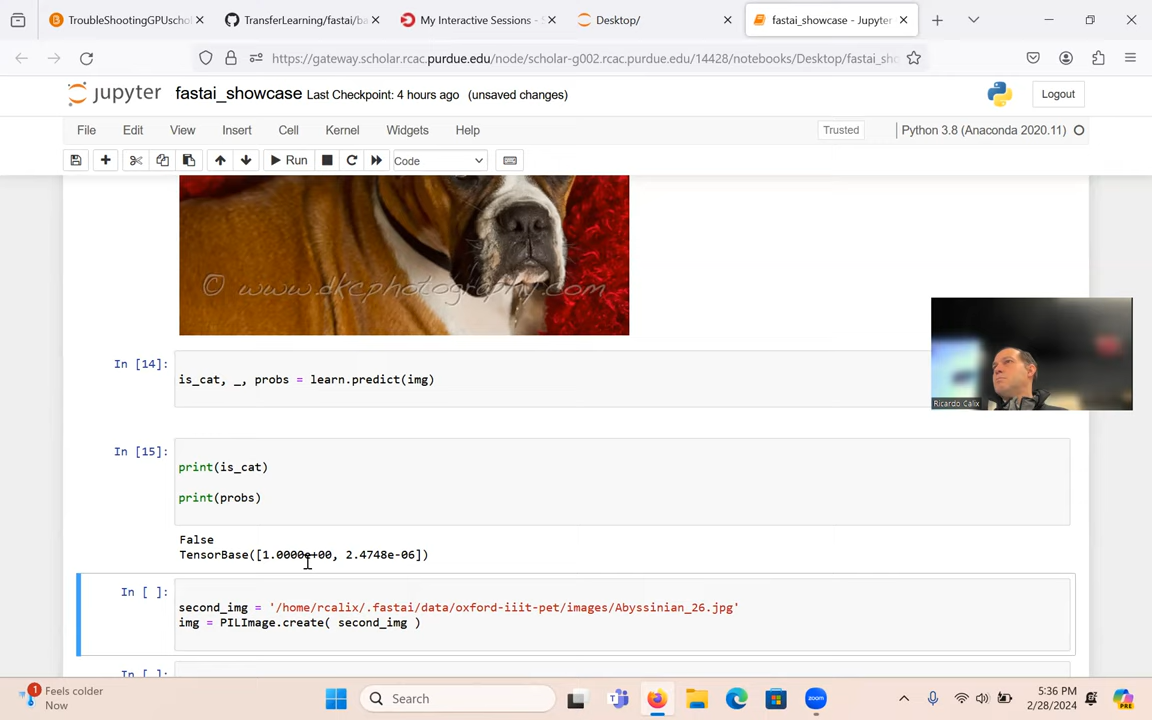 TroubleShootingGPUschol
TransferLearning/fastai/ba
My Interactive Sessions - S
Desktop/
fastai_showcase - Jupyter
https://gateway.scholar.rcac.purdue.edu/node/scholar-g002.rcac.purdue.edu/14428/notebooks/Desktop/fastai_sho
jupyter fastai_showcase Last Checkpoint: 4 hours ago (unsaved changes)
Logout
File Edit View Insert Cell Kernel Widgets Help
Trusted
Python 3.8 (Anaconda 2020.11)
Run
Code
© www.dkcphotography.com
In [14]:
is_cat, _, probs = learn.predict(img)
Ricardo Calix
In [15]:
print(is_cat)
print(probs)
False
TensorBase([1.0000e+00, 2.4748e-06])
In [ ]:
second_img = '/home/rcalix/.fastai/data/oxford-iiit-pet/images/Abyssinian_26.jpg'
img = PILImage.create( second_img )
In [ ]:
1
Feels colder
Now
Search
zoom
5:36 PM
2/28/2024
PRE